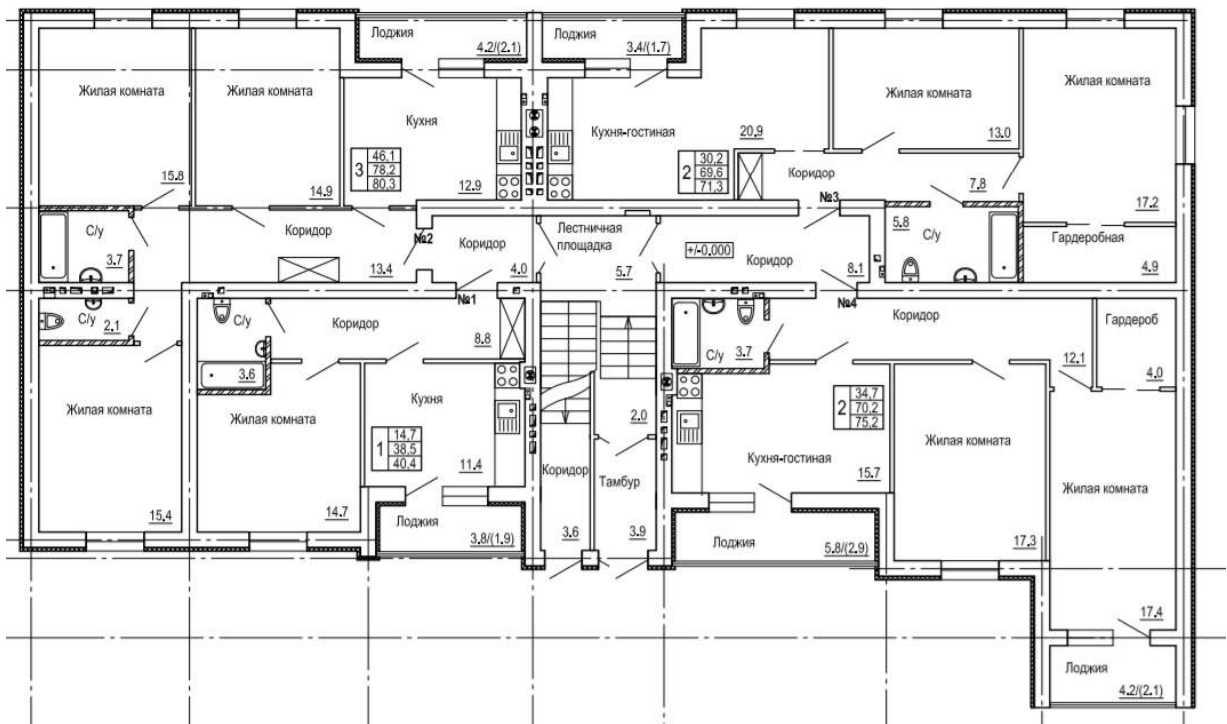 Лоджия
4.2/(2.1)
Лоджия
3.4/(1.7)
Жилая комната
15.8
Жилая комната
14.9
Кухня
3
46,1
78,2
80,3
12.9
Кухня-гостиная
20.9
2
30,2
69,6
71,3
Жилая комната
13.0
Жилая комната
17.2
Коридор
7.8
№3
С/у
3.7
Коридор
13.4
№2
Коридор
4.0
Лестничная
площадка
5.7
+/-0.000
Коридор
8.1
5.8
С/у
Гардеробная
4.9
№1
№4
С/у
2.1
С/у
3.6
Коридор
8.8
С/у
3.7
Коридор
12.1
Гардероб
4.0
Жилая комната
15.4
Жилая комната
14.7
Кухня
1
14,7
38,5
40,4
11.4
Коридор
3.6
2.0
Тамбур
3.9
Кухня-гостиная
15.7
2
34,7
70,2
75,2
Жилая комната
17.3
Жилая комната
17.4
Лоджия
3.8/(1.9)
Лоджия
5.8/(2.9)
Лоджия
4.2/(2.1)